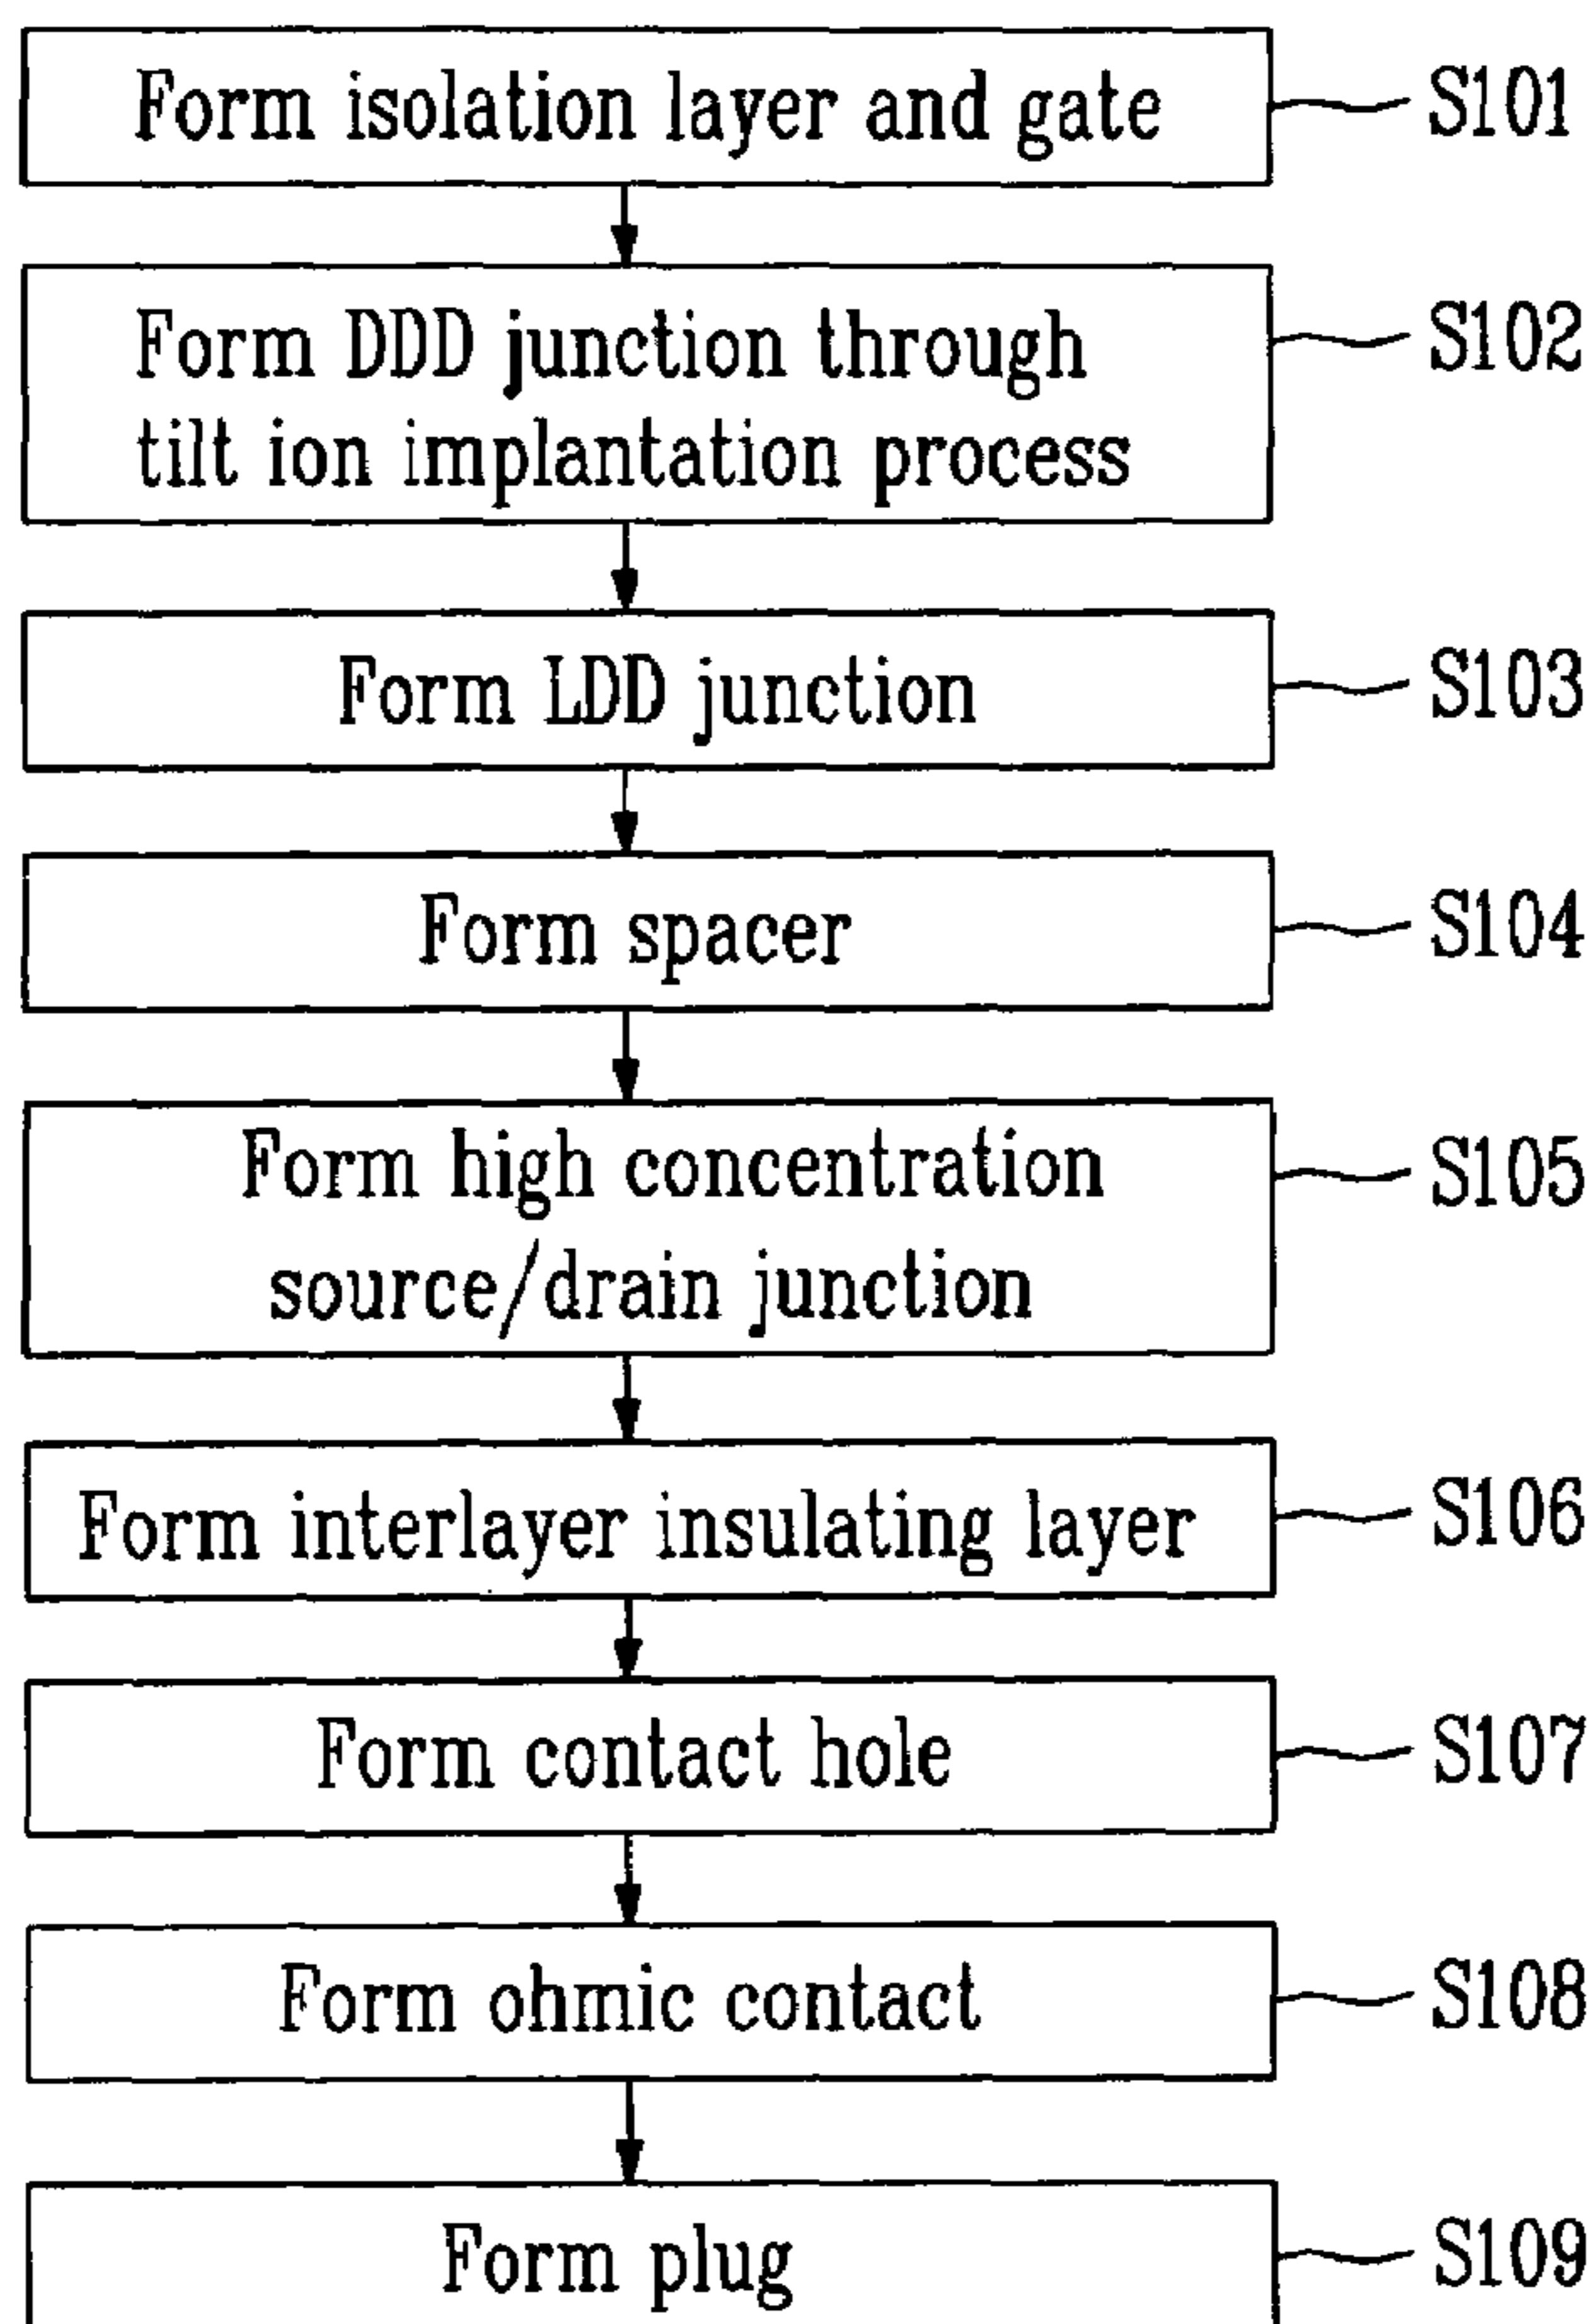 Form isolation layer and gate
S101
Form DDD junction through
tilt ion implantation process
S102
Form LDD junction
S103
Form spacer
S104
Form high concentration
source/drain junction
S105
Form interlayer insulating layer
S106
Form contact hole
S107
Form ohmic contact
S108
Form plug
S109